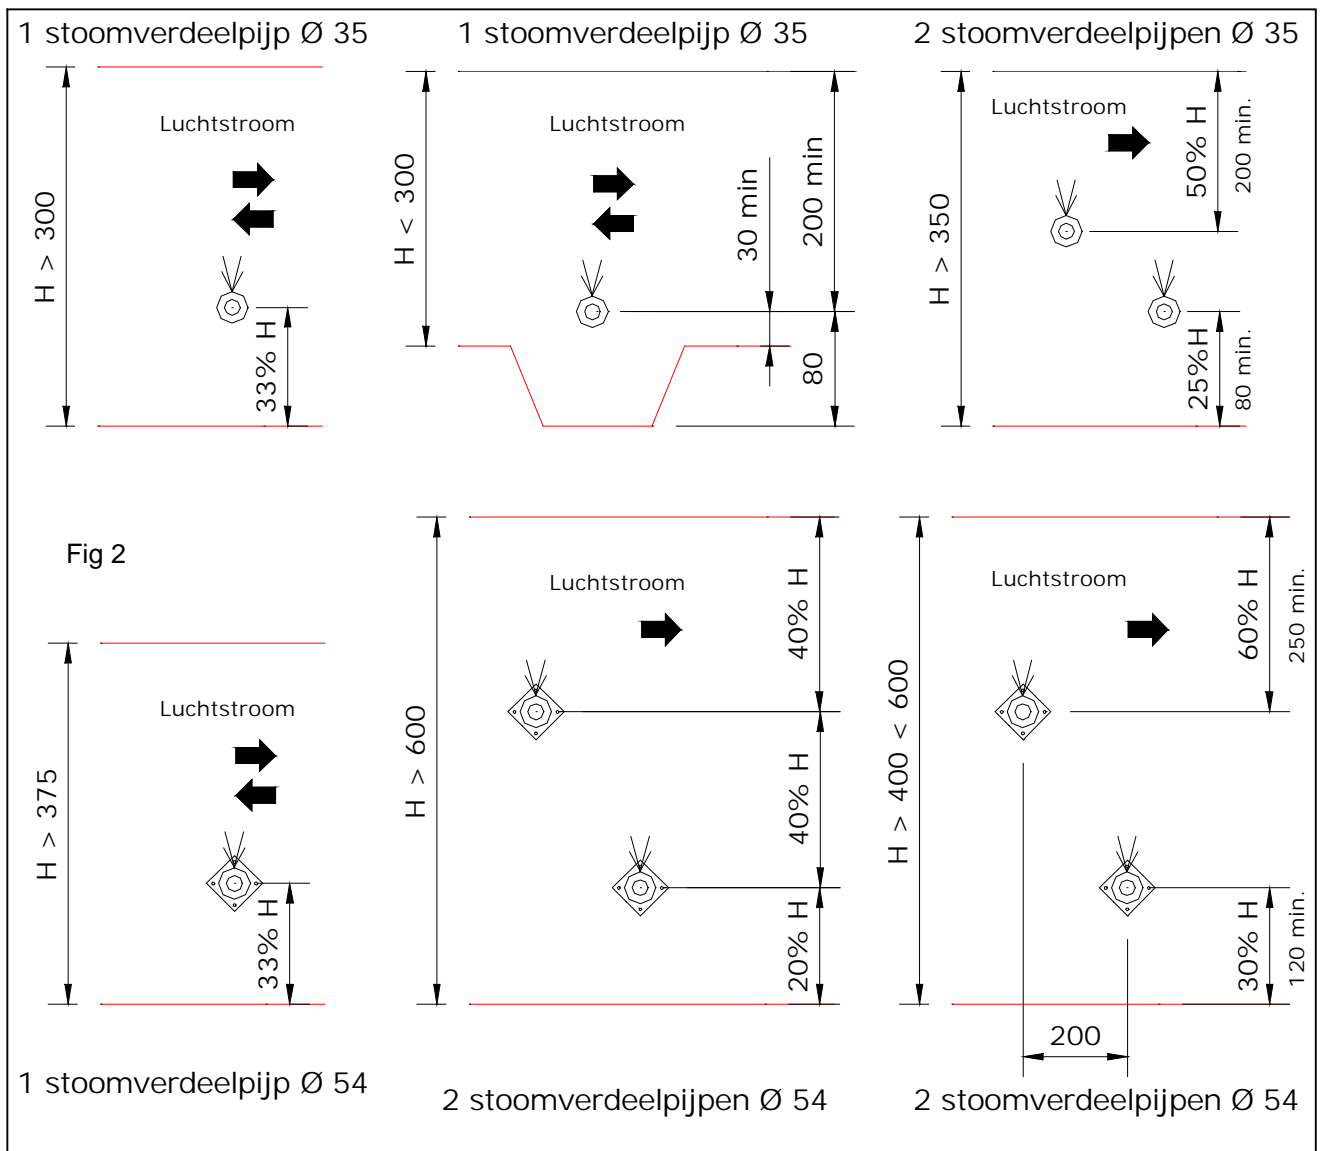 1 stoomverdeelpijp Ø 35
H > 300
Luchtstroom
33% H
1 stoomverdeelpijp Ø 35
H < 300
Luchtstroom
30 min
200 min
80
2 stoomverdeelpijpen Ø 35
H > 350
Luchtstroom
50% H
200 min.
25%H
80 min.
Fig 2
H > 375
Luchtstroom
33% H
1 stoomverdeelpijp Ø 54
H > 600
Luchtstroom
40% H
40% H
20% H
2 stoomverdeelpijpen Ø 54
H > 400 < 600
Luchtstroom
60% H
250 min.
30% H
120 min.
200
2 stoomverdeelpijpen Ø 54